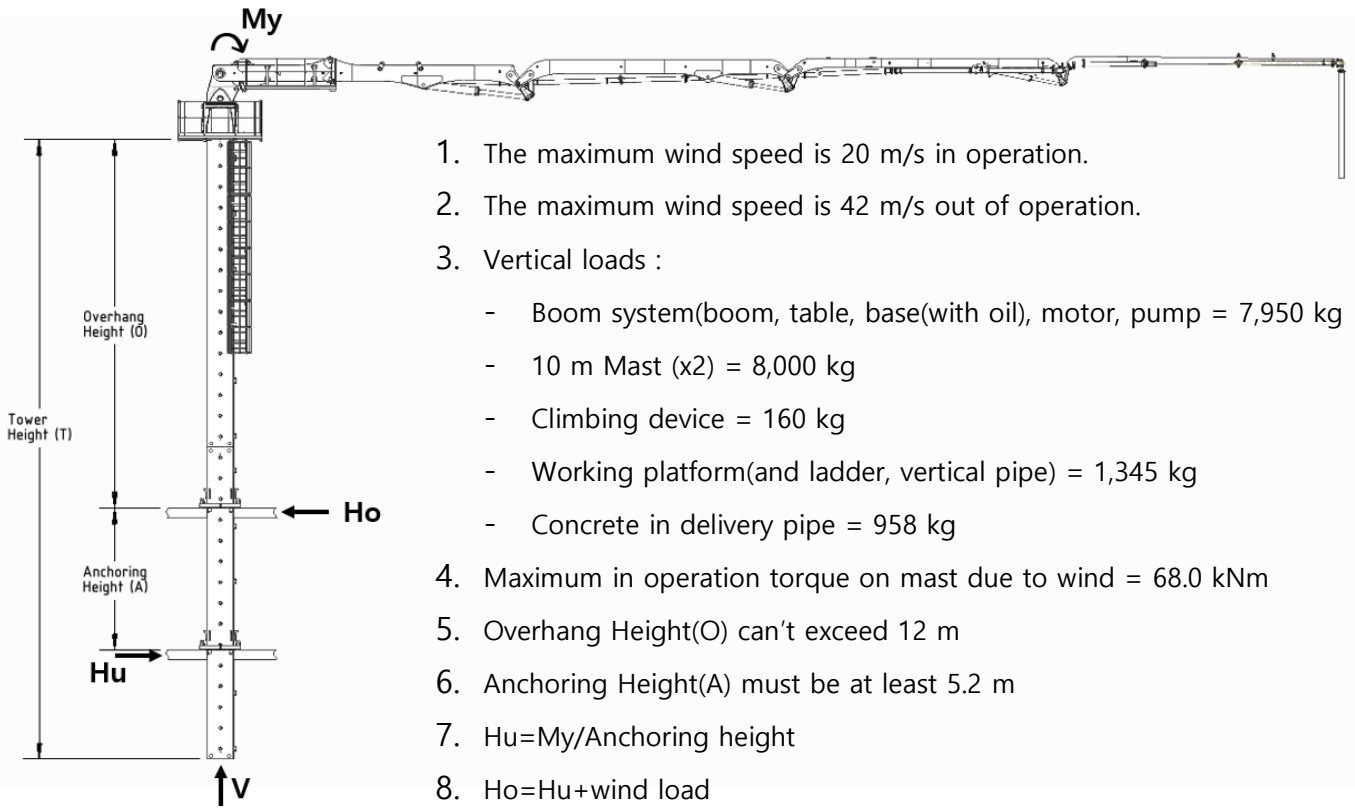 My
1. The maximum wind speed is 20 m/s in operation.
2. The maximum wind speed is 42 m/s out of operation.
3. Vertical loads :
- Boom system(boom, table, base(with oil), motor, pump = 7,950 kg
- 10 m Mast (x2) = 8,000 kg
- Climbing device = 160 kg
- Working platform(and ladder, vertical pipe) = 1,345 kg
- Concrete in delivery pipe = 958 kg
4. Maximum in operation torque on mast due to wind = 68.0 kNm
5. Overhang Height(O) can't exceed 12 m
6. Anchoring Height(A) must be at least 5.2 m
7. Hu=My/Anchoring height
8. Ho=Hu+wind load
Overhang
Height (O)
Tower
Height (T)
Ho
Anchoring
Height (A)
Hu
V